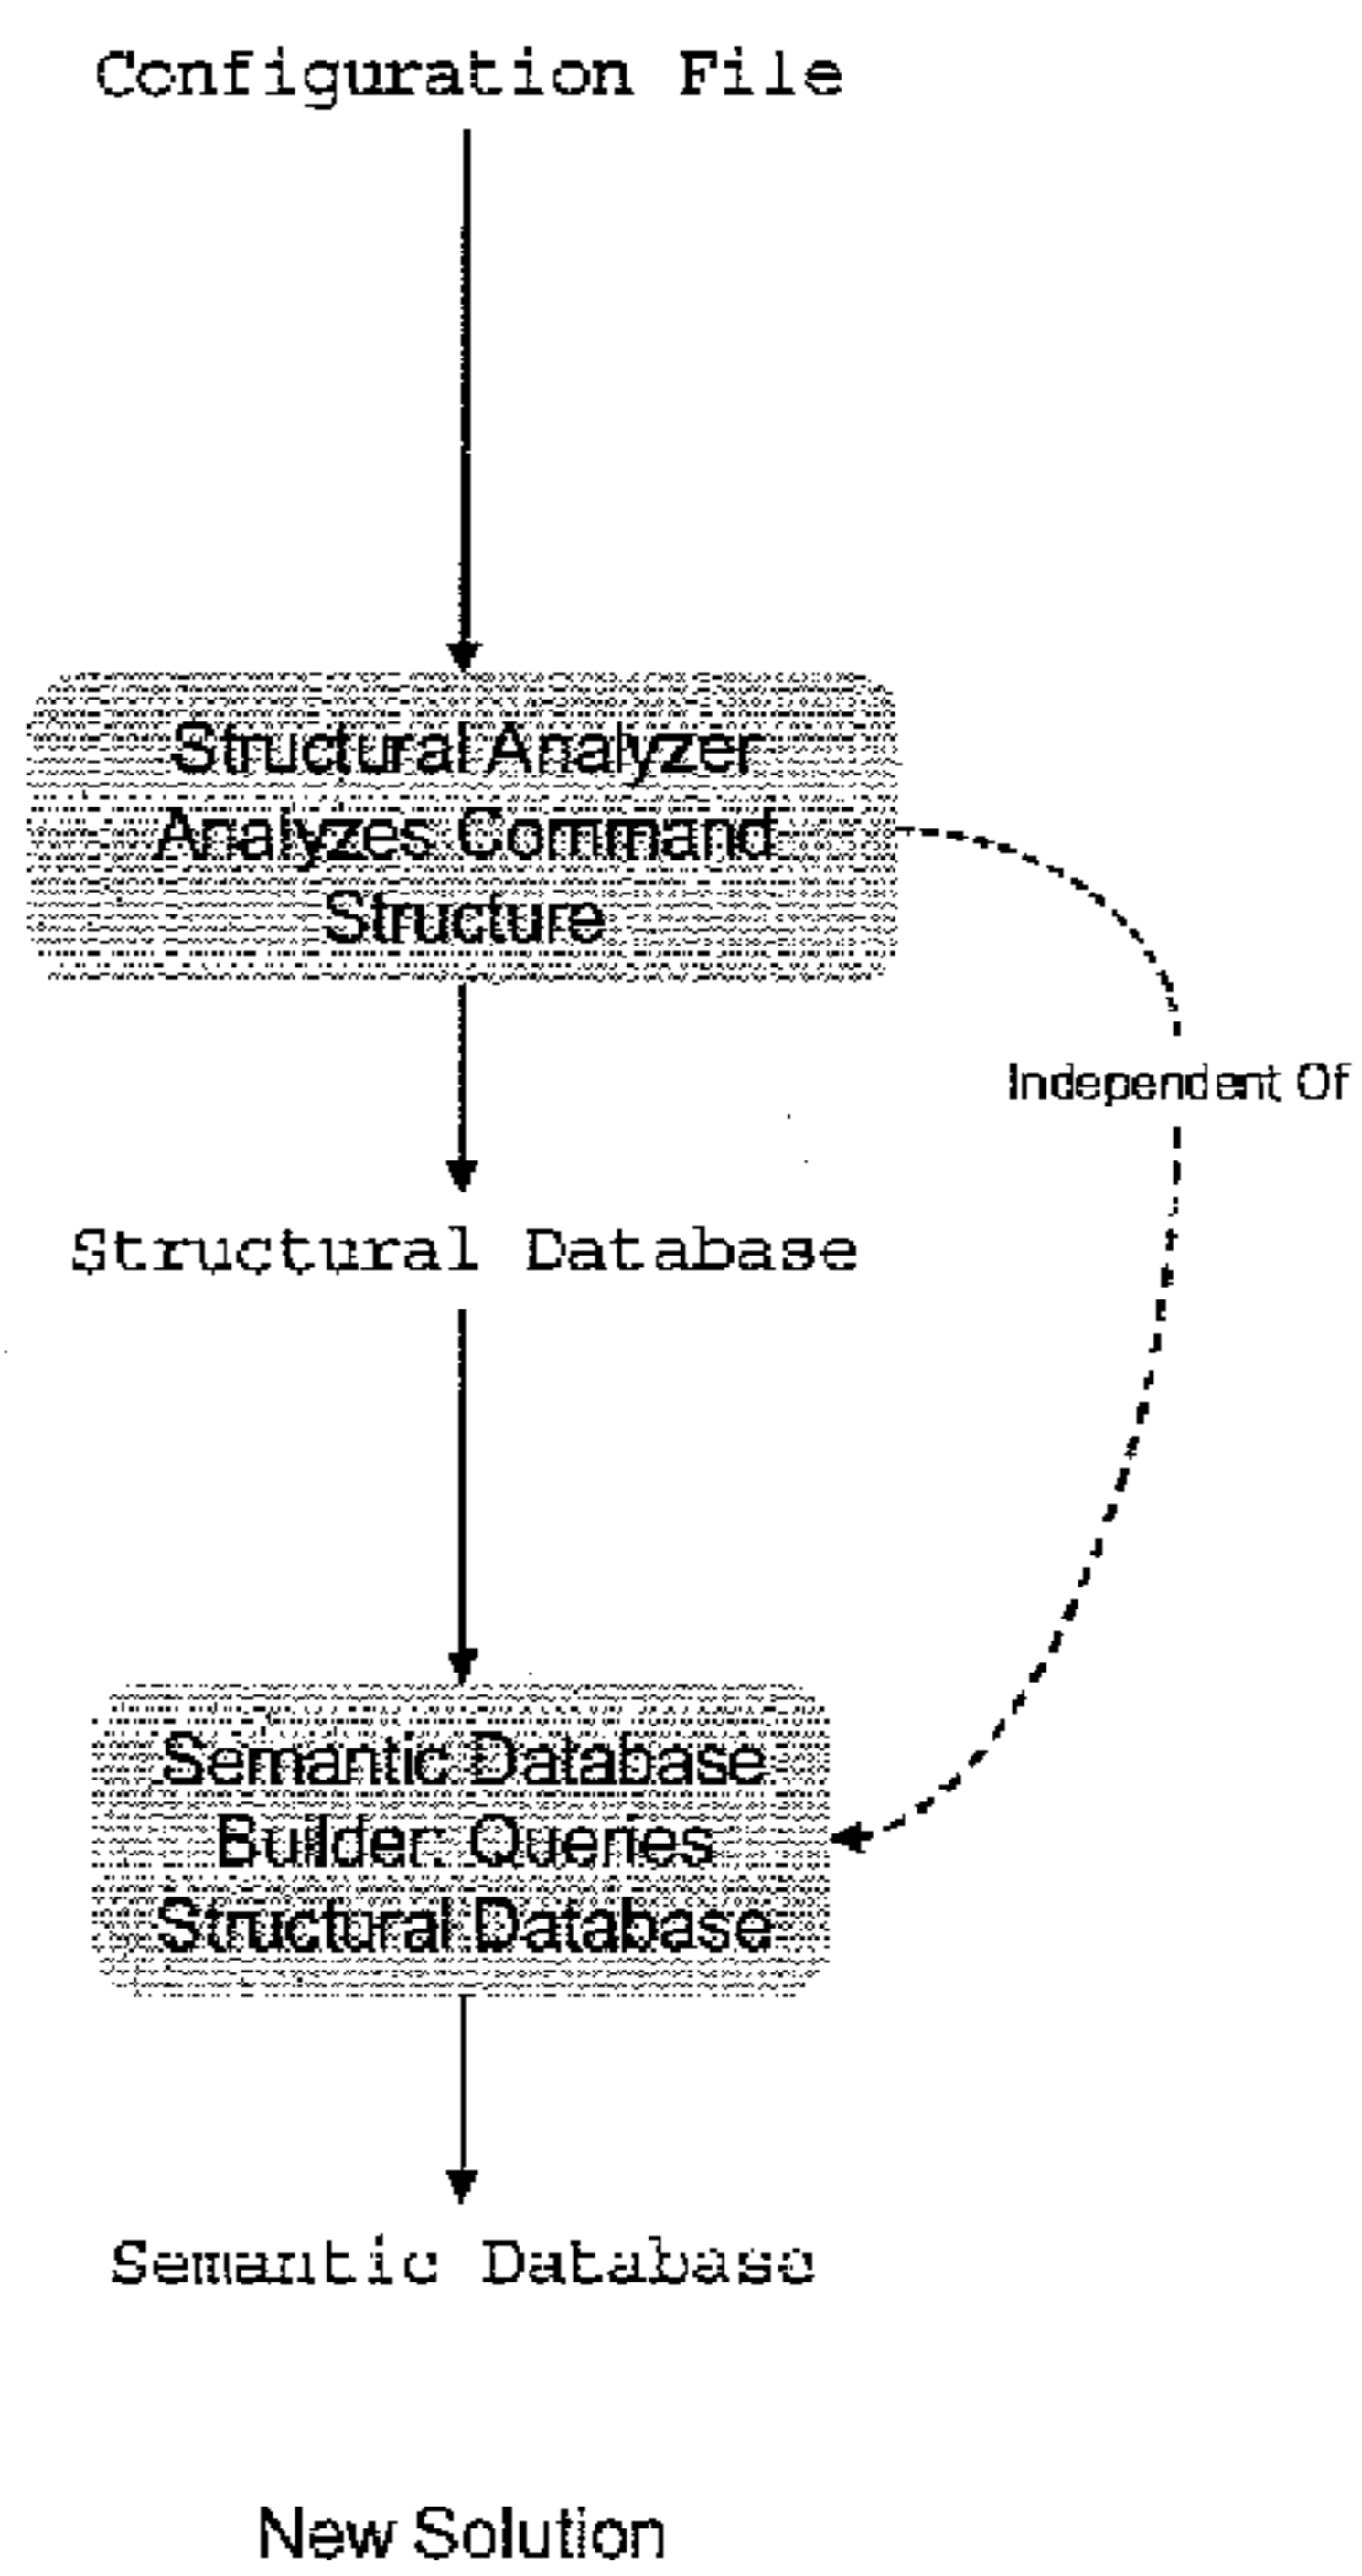 Configuration File
Structural Analyzer
Analyzes Command
Structure
Independent Of
Structural Database
Semantic Database
Builder. Queries
Structural Database
Semantic Database
New Solution